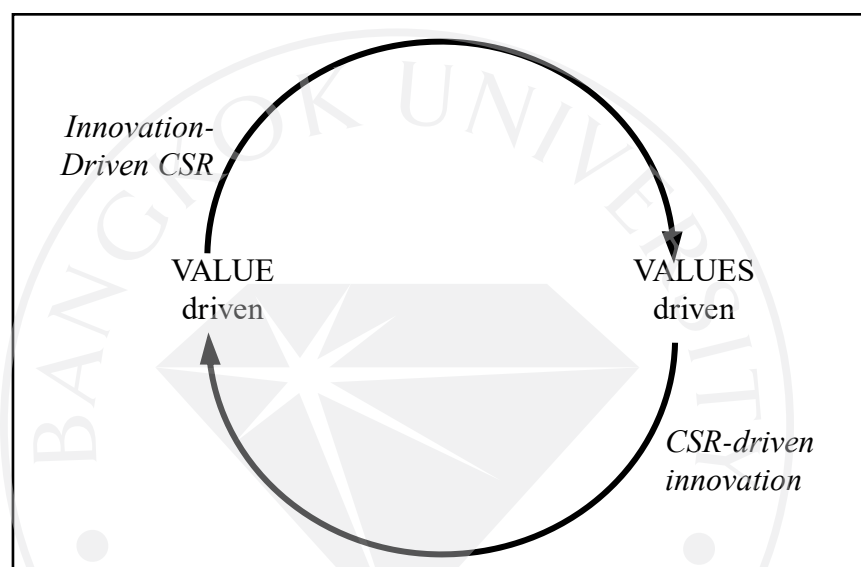 BANGKOK UNIVERSITY
Innovation-
Driven CSR
VALUE
driven
VALUES
driven
CSR-driven
innovation